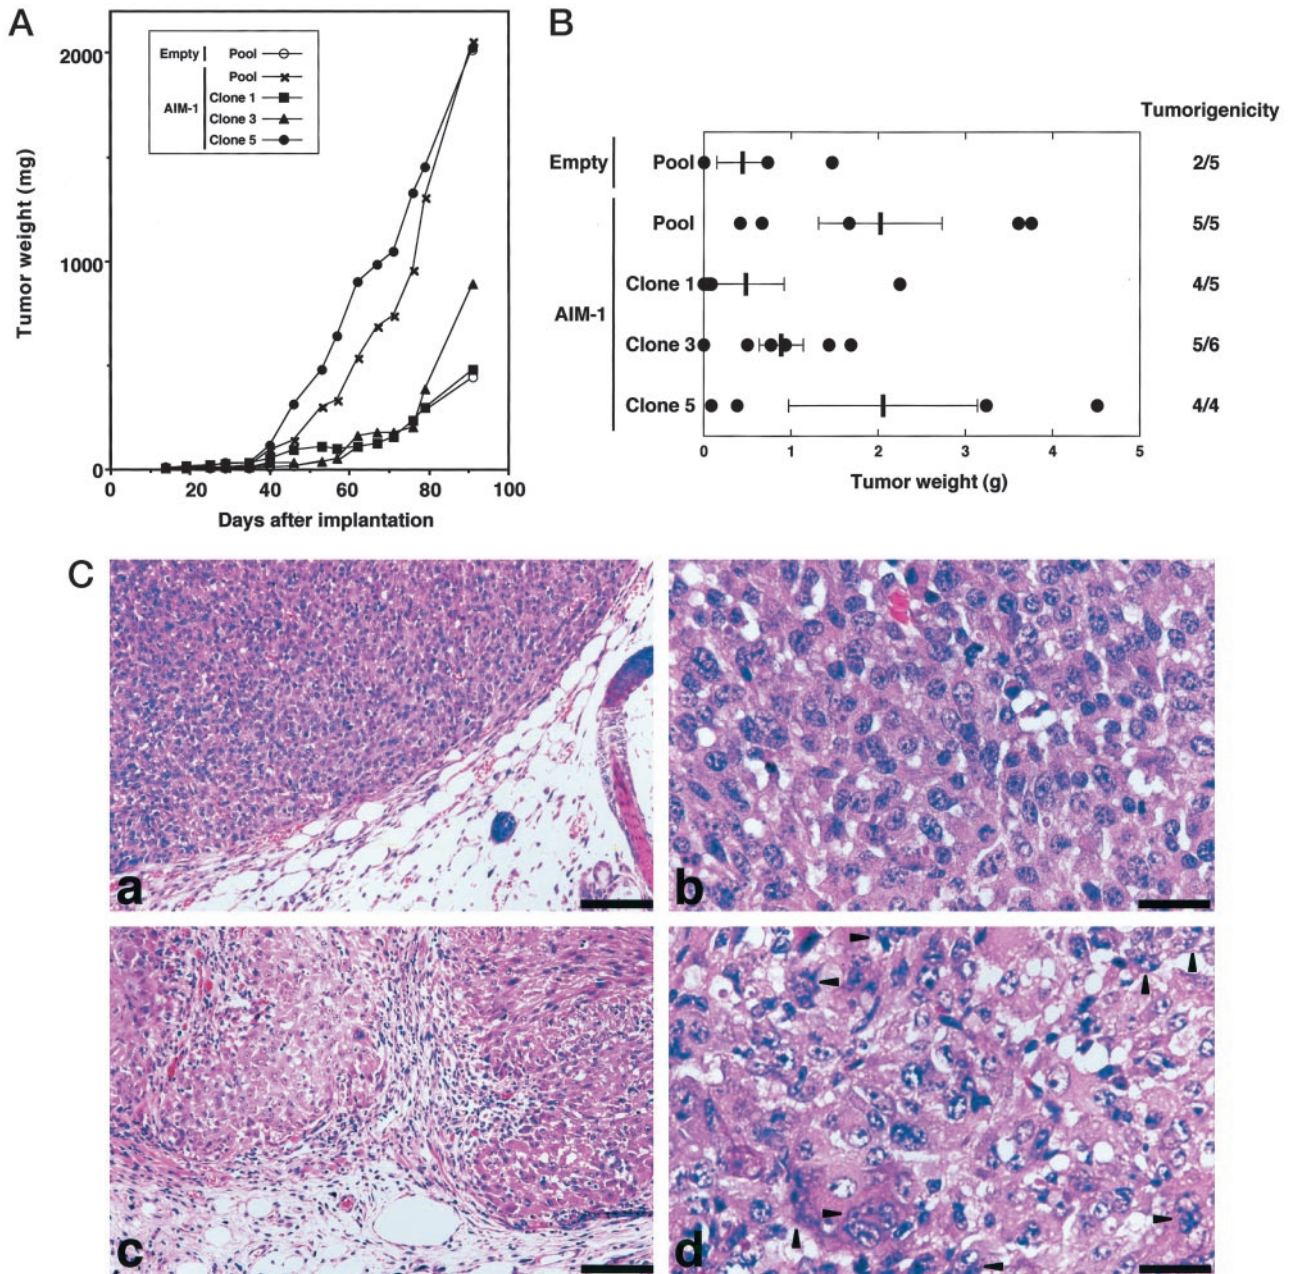 A
Empty
Pool
AIM-1
Pool
Clone 1
Clone 3
Clone 5
2000
1000
0
Tumor weight (mg)
0 20 40 60 80 100
Days after implantation
B
Tumorigenicity
Empty
Pool
2/5
AIM-1
Pool
5/5
Clone 1
4/5
Clone 3
5/6
Clone 5
4/4
0 1 2 3 4 5
Tumor weight (g)
C
a
b
c
d